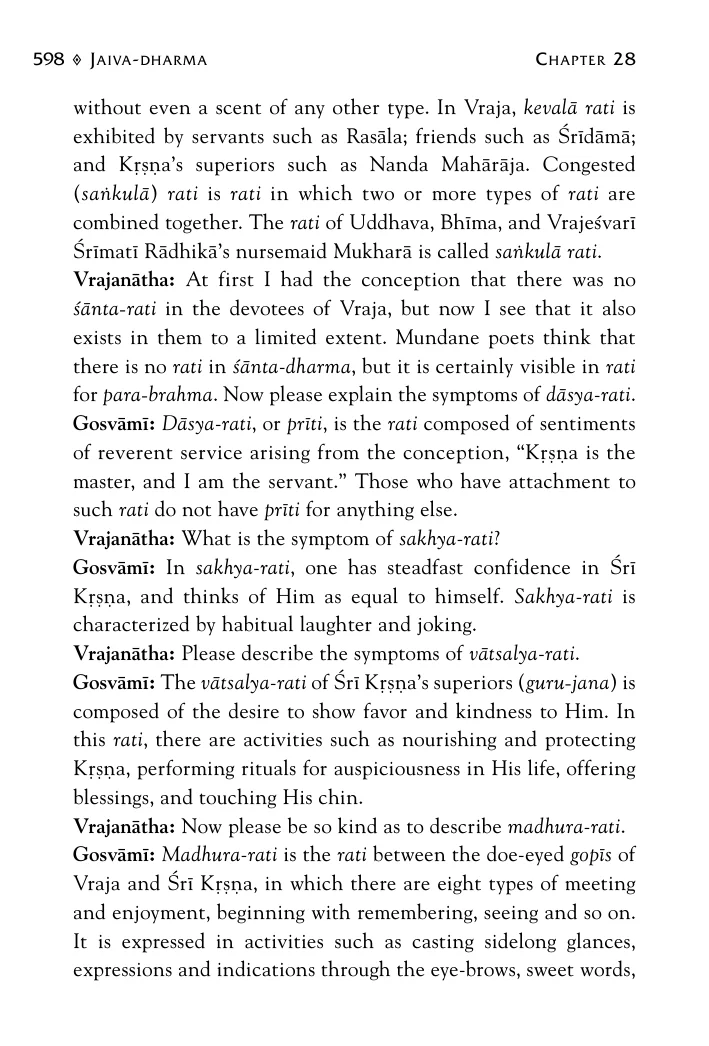 598 ◊ JAIVA-DHARMA CHAPTER 28
without even a scent of any other type. In Vraja, kevalā rati is
exhibited by servants such as Rasāla; friends such as Śrīdāmā;
and Kṛṣṇa's superiors such as Nanda Mahārāja. Congested
(saṅkulā) rati is rati in which two or more types of rati are
combined together. The rati of Uddhava, Bhīma, and Vrajeśvarī
Śrīmatī Rādhikā's nursemaid Mukharā is called saṅkulā rati.
Vrajanātha: At first I had the conception that there was no
śānta-rati in the devotees of Vraja, but now I see that it also
exists in them to a limited extent. Mundane poets think that
there is no rati in śānta-dharma, but it is certainly visible in rati
for para-brahma. Now please explain the symptoms of dāsya-rati.
Gosvāmī: Dāsya-rati, or prīti, is the rati composed of sentiments
of reverent service arising from the conception, “Kṛṣṇa is the
master, and I am the servant.” Those who have attachment to
such rati do not have prīti for anything else.
Vrajanātha: What is the symptom of sakhya-rati?
Gosvāmī: In sakhya-rati, one has steadfast confidence in Śrī
Kṛṣṇa, and thinks of Him as equal to himself. Sakhya-rati is
characterized by habitual laughter and joking.
Vrajanātha: Please describe the symptoms of vātsalya-rati.
Gosvāmī: The vātsalya-rati of Śrī Kṛṣṇa's superiors (guru-jana) is
composed of the desire to show favor and kindness to Him. In
this rati, there are activities such as nourishing and protecting
Kṛṣṇa, performing rituals for auspiciousness in His life, offering
blessings, and touching His chin.
Vrajanātha: Now please be so kind as to describe madhura-rati.
Gosvāmī: Madhura-rati is the rati between the doe-eyed gopīs of
Vraja and Śrī Kṛṣṇa, in which there are eight types of meeting
and enjoyment, beginning with remembering, seeing and so on.
It is expressed in activities such as casting sidelong glances,
expressions and indications through the eye-brows, sweet words,